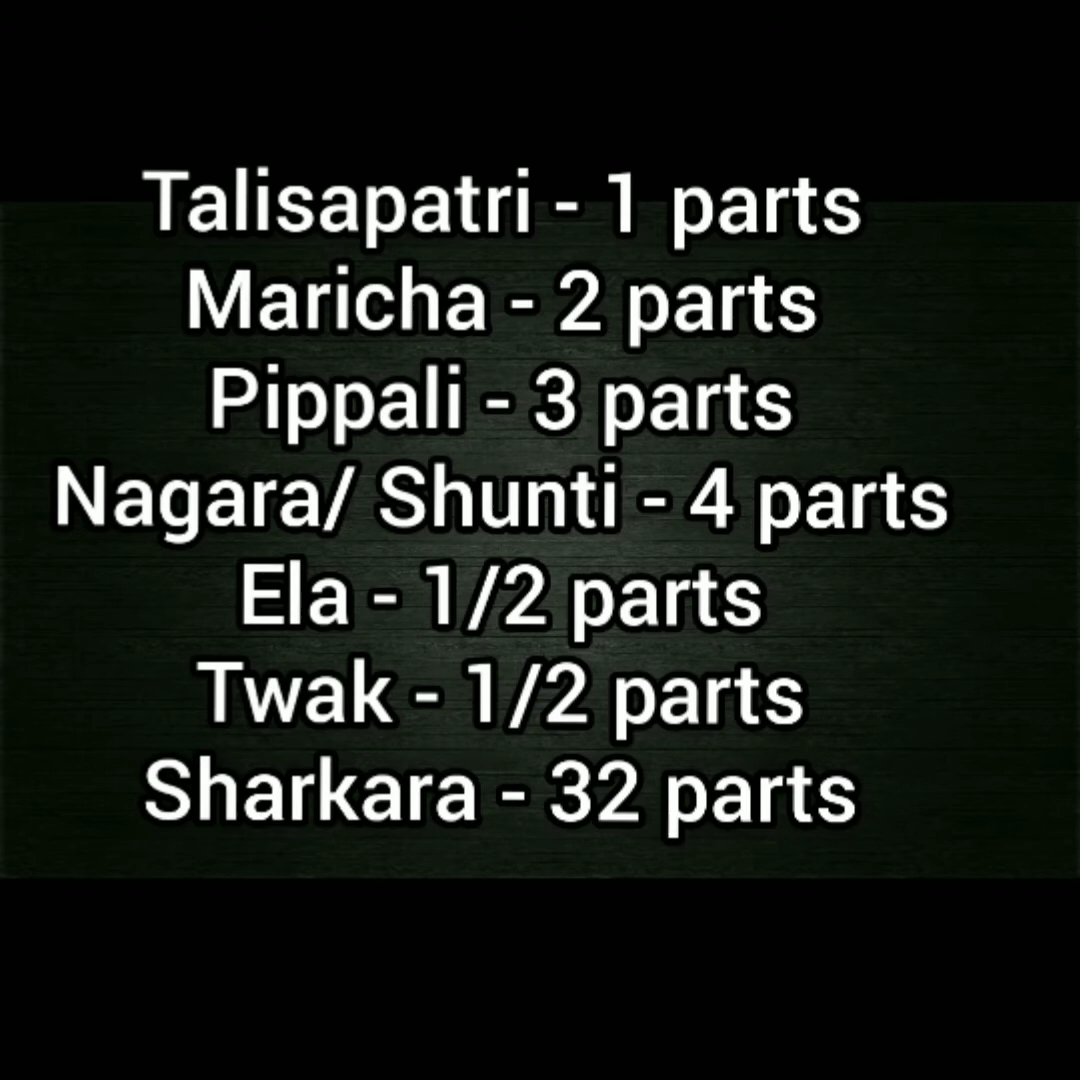 Talisapatri - 1 parts
Maricha - 2 parts
Pippali - 3 parts
Nagara/ Shunti - 4 parts
Ela - 1/2 parts
Twak - 1/2 parts
Sharkara - 32 parts